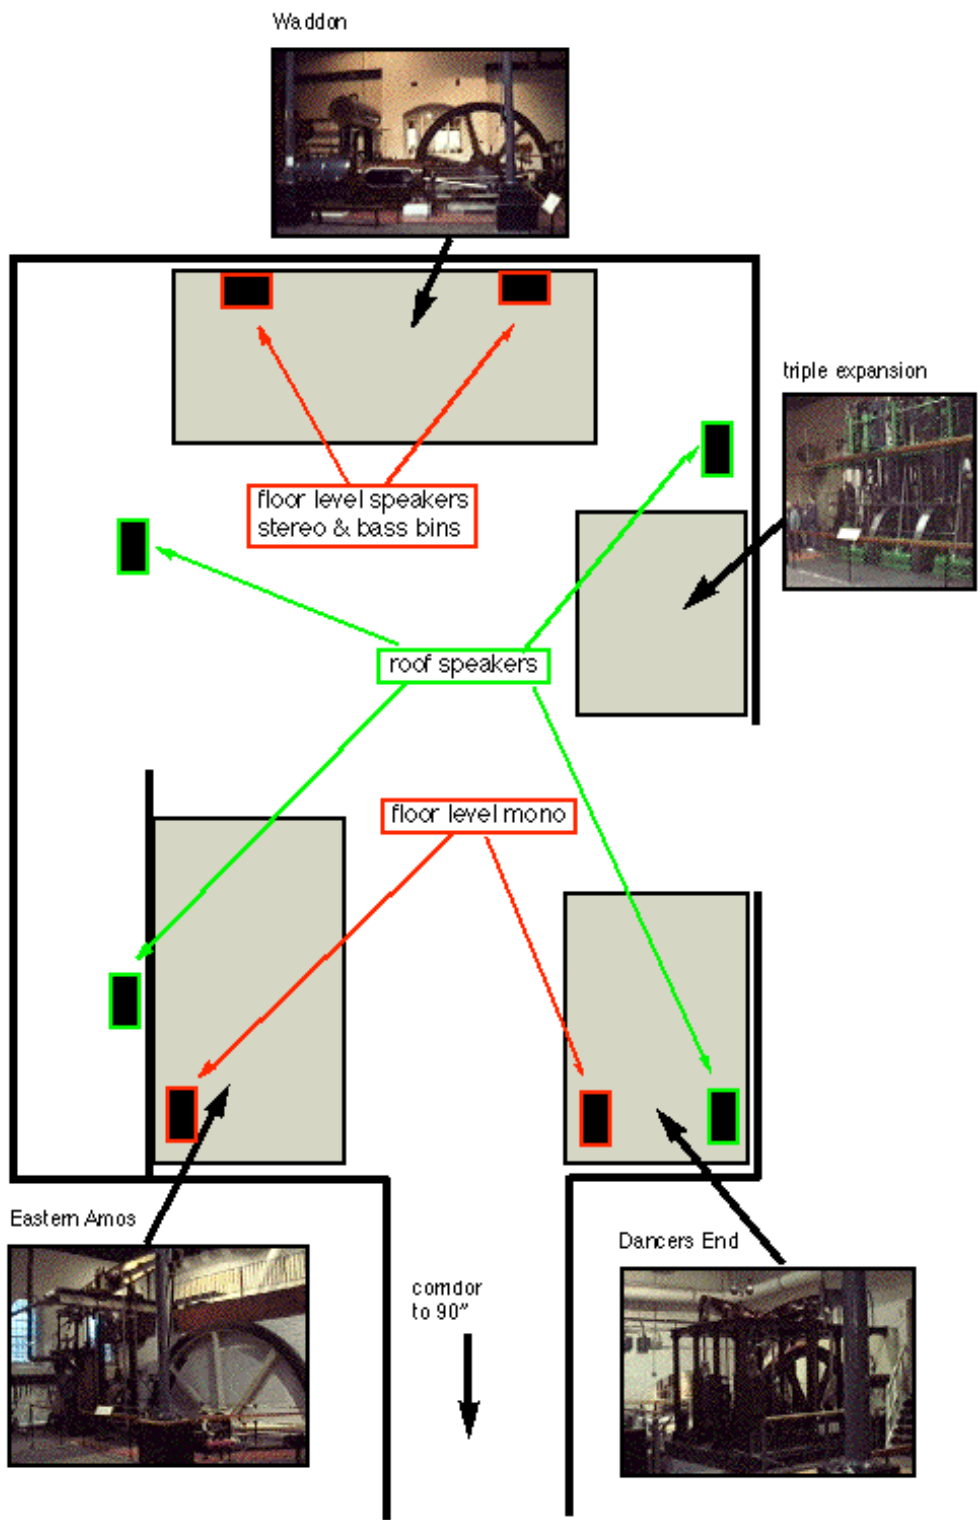 Waddon
triple expansion
floor level speakers
stereo & bass bins
roof speakers
floor level mono
Eastern Amos
Dancers End
corridor
to 90"